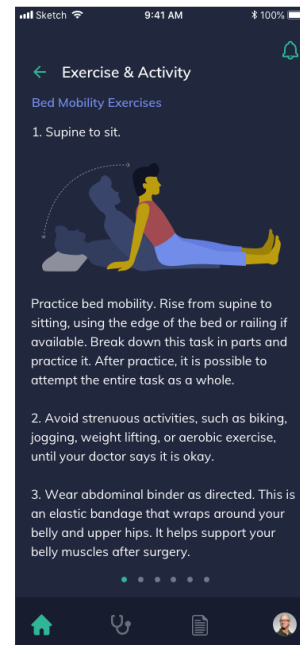 Sketch
9:41 AM
100%
Exercise & Activity
Bed Mobility Exercises
1. Supine to sit.
Practice bed mobility. Rise from supine to
sitting, using the edge of the bed or railing if
available. Break down this task in parts and
practice it. After practice, it is possible to
attempt the entire task as a whole.
2. Avoid strenuous activities, such as biking,
jogging, weight lifting, or aerobic exercise,
until your doctor says it is okay.
3. Wear abdominal binder as directed. This is
an elastic bandage that wraps around your
belly and upper hips. It helps support your
belly muscles after surgery.